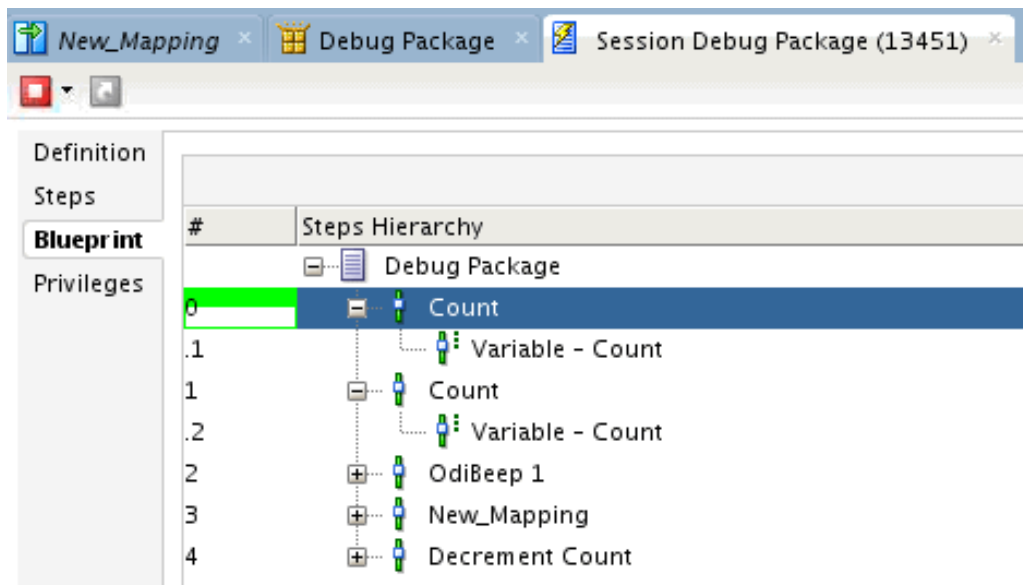 New_Mapping Debug Package Session Debug Package (13451)
Definition
Steps
Blueprint
Privileges
# Steps Hierarchy
Debug Package
0 Count
.1 Variable - Count
1 Count
.2 Variable - Count
2 OdiBeep 1
3 New_Mapping
4 Decrement Count